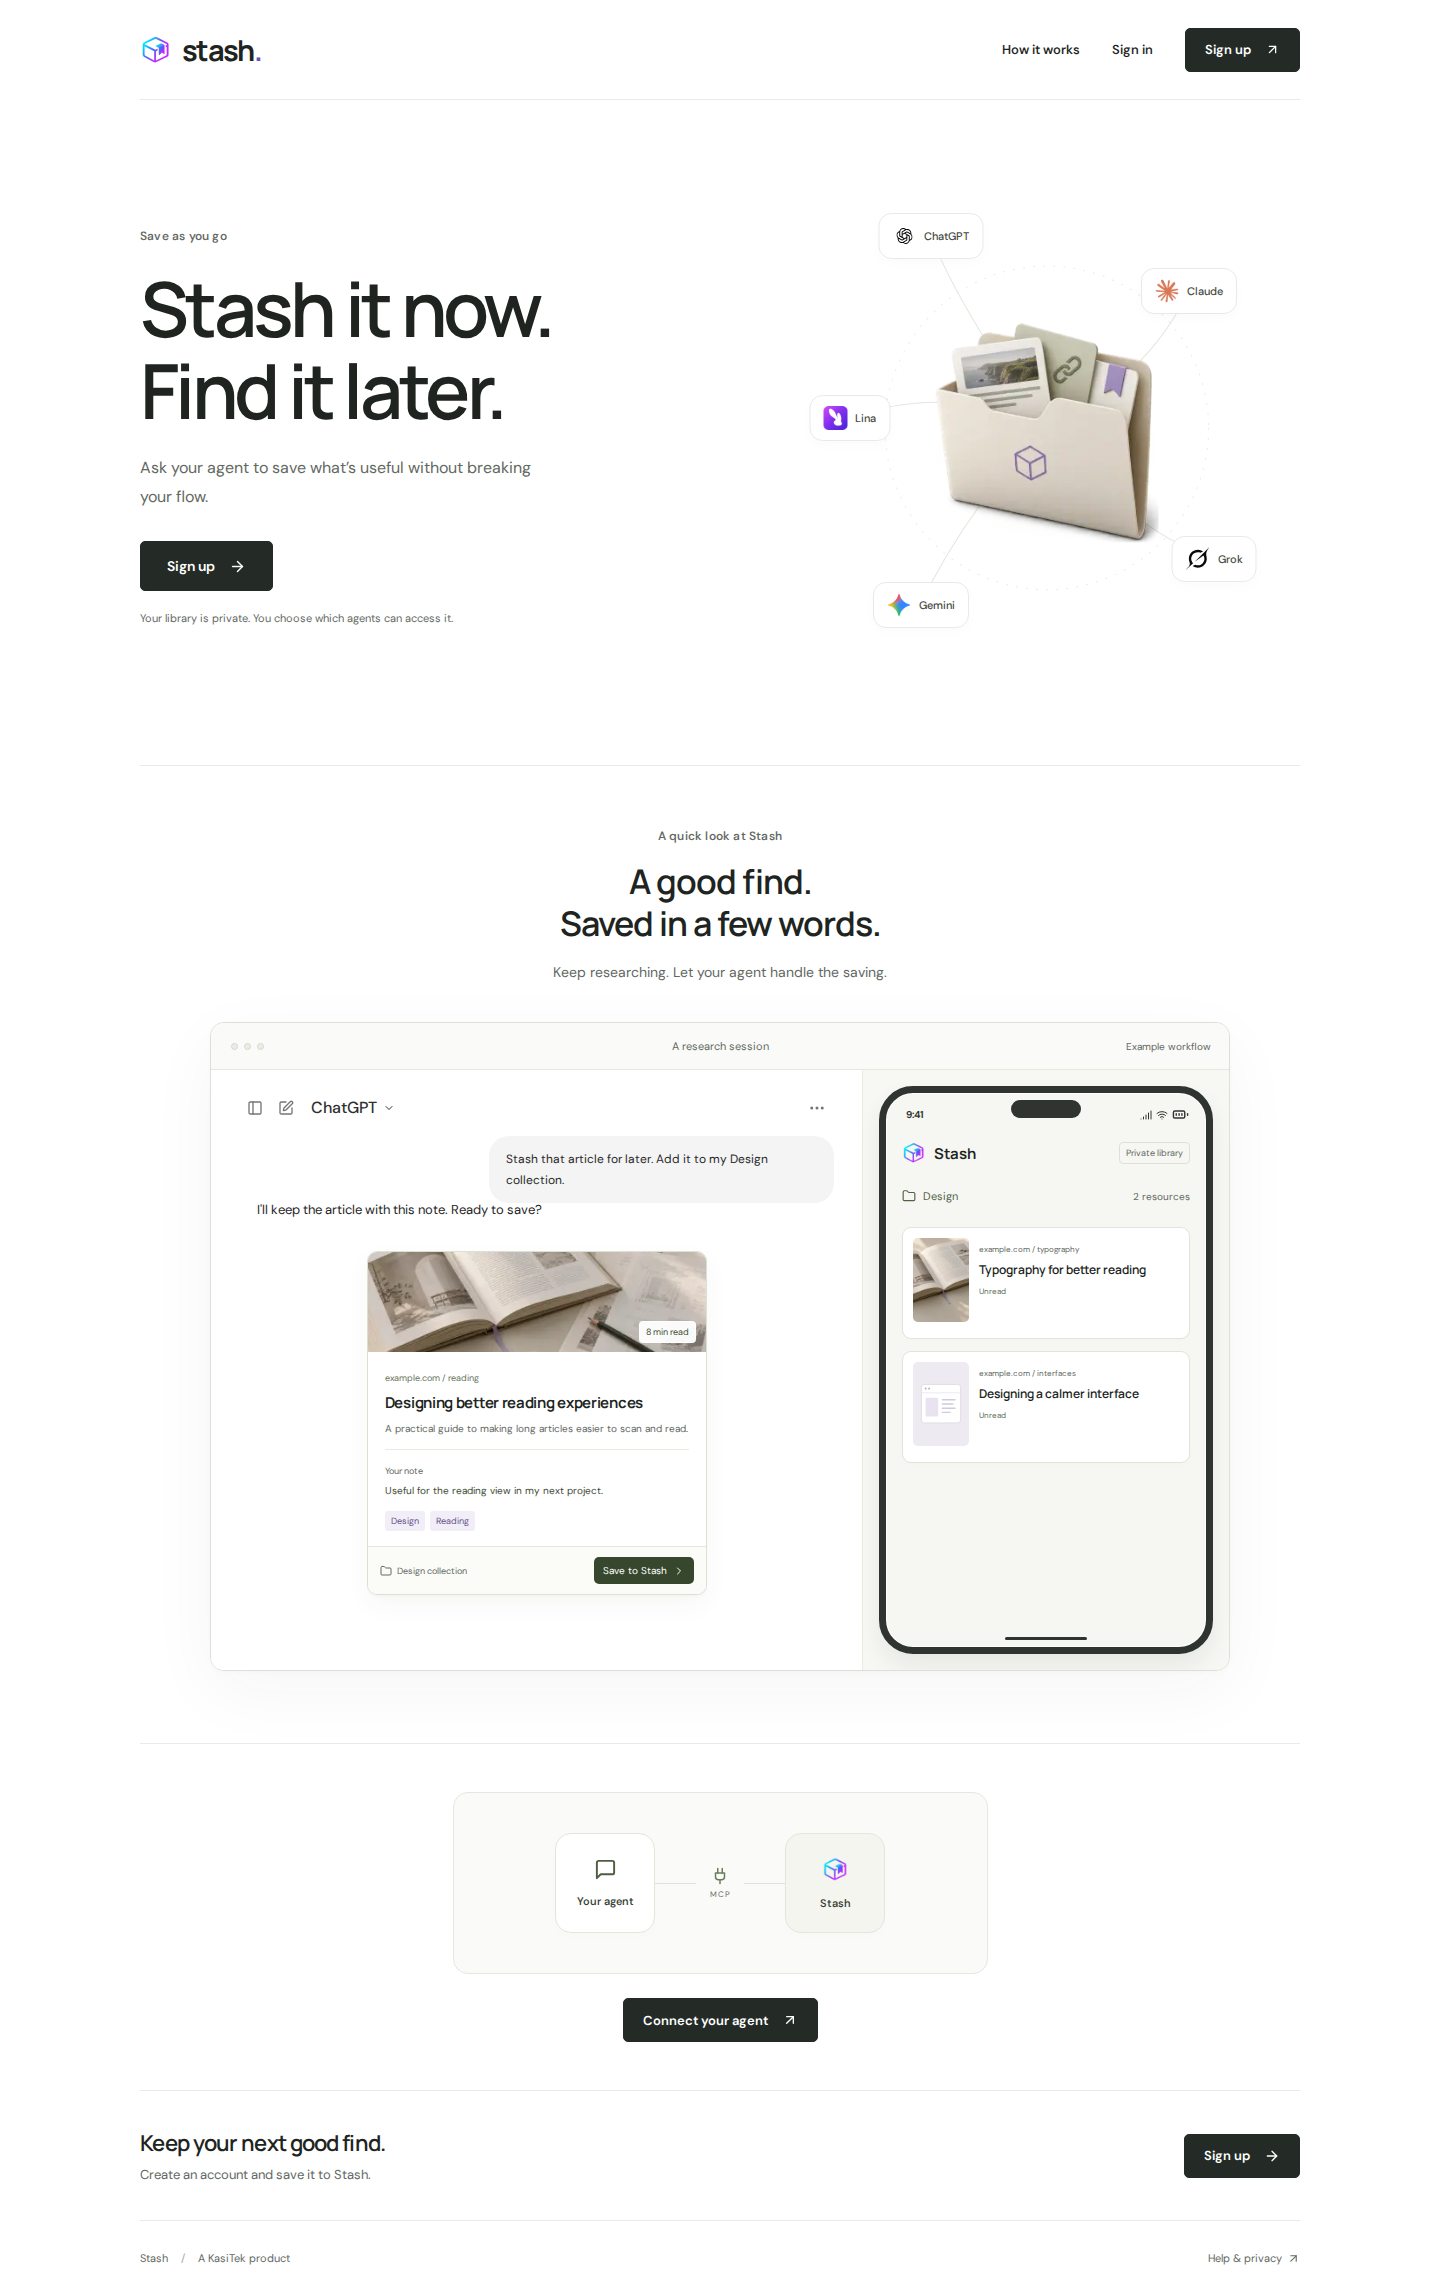 stash.
How it works
Sign in
Sign up
Save as you go
Stash it now.
Find it later.
Ask your agent to save what's useful without breaking
your flow.
Sign up
Your library is private. You choose which agents can access it.
ChatGPT
Claude
Lina
Grok
Gemini
A quick look at Stash
A good find.
Saved in a few words.
Keep researching. Let your agent handle the saving.
A research session
Example workflow
ChatGPT
Stash that article for later. Add it to my Design
collection.
I'll keep the article with this note. Ready to save?
8 min read
example.com / reading
Designing better reading experiences
A practical guide to making long articles easier to scan and read.
Your note
Useful for the reading view in my next project.
Design
Reading
Design collection
Save to Stash
9:41
Stash
Private library
Design
2 resources
example.com / typography
Typography for better reading
Unread
example.com / interfaces
Designing a calmer interface
Unread
Your agent
MCP
Stash
Connect your agent
Keep your next good find.
Create an account and save it to Stash.
Sign up
Stash / A KasiTek product
Help & privacy